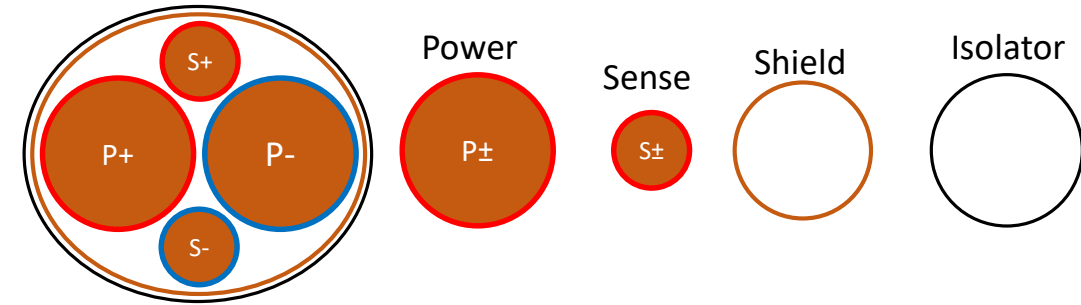 S+
P+
P-
S-
Power
P±
Sense
S±
Shield
Isolator